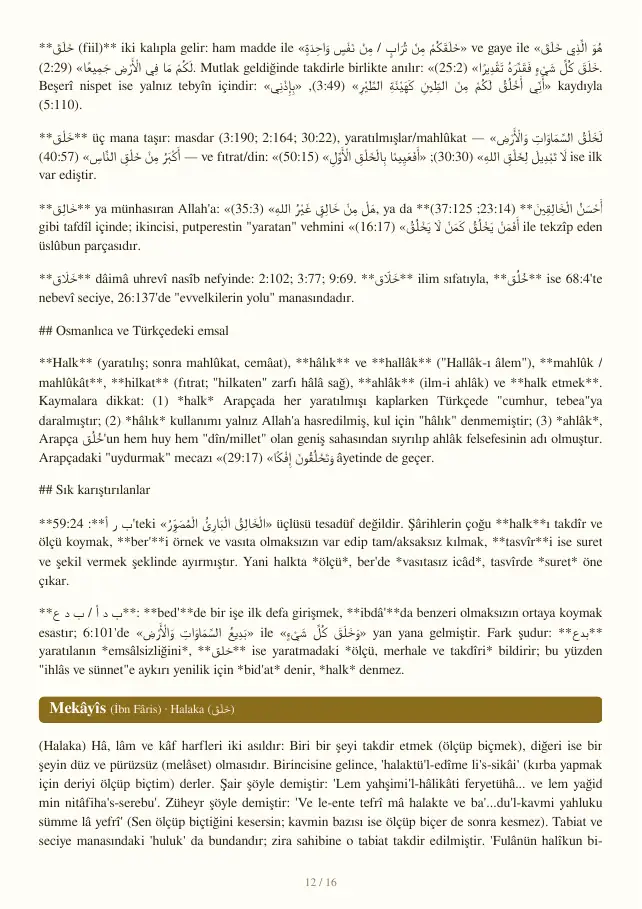 **خَلَقَ (fiil)** iki kalıpla gelir: ham madde ile «خَلَقَكُمْ مِنْ تُرَابٍ / مِنْ نَفْسٍ وَاحِدَةٍ» ve gaye ile «هُوَ الَّذِي خَلَقَ
لَكُمْ مَا فِي الْأَرْضِ جَمِيعًا» (2:29). Mutlak geldiğinde takdirle birlikte anılır: «خَلَقَ كُلَّ شَيْءٍ فَقَدَّرَهُ تَقْدِيرًا» (25:2).
Beşerî nispet ise yalnız tebyîn içindir: «أَنِّي أَخْلُقُ لَكُمْ مِنَ الطِّينِ كَهَيْئَةِ الطَّيْرِ» (3:49), «بِإِذْنِي» kaydıyla
(5:110).
**خَلْق** üç mana taşır: masdar (3:190; 2:164; 30:22), yaratılmışlar/mahlûkat — «لَخَلْقُ السَّمَاوَاتِ وَالْأَرْضِ
أَكْبَرُ مِنْ خَلْقِ النَّاسِ» (40:57) — ve fıtrat/din: «لَا تَبْدِيلَ لِخَلْقِ اللهِ» (30:30); «أَفَعَيِينَا بِالْخَلْقِ الْأَوَّلِ» (50:15) ise ilk
var ediştir.
**خَالِق** ya münhasıran Allah'a: «هَلْ مِنْ خَالِقٍ غَيْرُ اللهِ» (35:3), ya da **أَحْسَنُ الْخَالِقِينَ** (23:14; 37:125)
gibi tafdîl içinde; ikincisi, putperestin "yaratan" vehmini «أَفَمَنْ يَخْلُقُ كَمَنْ لَا يَخْلُقُ» (16:17) ile tekzîp eden
üslûbun parçasıdır.
**خَلَاق** dâimâ uhrevî nasîb nefyinde: 2:102; 3:77; 9:69. **خَلَاق** ilim sıfatıyla, **خُلُق** ise 68:4'te
nebevî seciye, 26:137'de "evvelkilerin yolu" manasındadır.
## Osmanlıca ve Türkçedeki emsal
**Halk** (yaratılış; sonra mahlûkat, cemâat), **hâlık** ve **hallâk** ("Hallâk-ı âlem"), **mahlûk /
mahlûkât**, **hilkat** (fıtrat; "hilkaten" zarfı hâlâ sağ), **ahlâk** (ilm-i ahlâk) ve **halk etmek**.
Kaymalara dikkat: (1) *halk* Arapçada her yaratılmışı kaplarken Türkçede "cumhur, tebea"ya
daralmıştır; (2) *hâlık* kullanımı yalnız Allah'a hasredilmiş, kul için "hâlık" denmemiştir; (3) *ahlâk*,
Arapça خُلُق'un hem huy hem "dîn/millet" olan geniş sahasından sıyrılıp ahlâk felsefesinin adı olmuştur.
Arapçadaki "uydurmak" mecazı «وَتَخْلُقُونَ إِفْكًا» (29:17) âyetinde de geçer.
## Sık karıştırılanlar
**ب ر أ:** 59:24'teki «الْخَالِقُ الْبَارِئُ الْمُصَوِّرُ» üçlüsü tesadüf değildir. Şârihlerin çoğu **halk**ı takdîr ve
ölçü koymak, **ber'**i örnek ve vasıta olmaksızın var edip tam/aksaksız kılmak, **tasvîr**i ise suret
ve şekil vermek şeklinde ayırmıştır. Yani halkta *ölçü*, ber'de *vasıtasız icâd*, tasvîrde *suret* öne
çıkar.
**ب د أ / ب د ع**: **bed'**de bir işe ilk defa girişmek, **ibdâ'**da benzeri olmaksızın ortaya koymak
esastır; 6:101'de «بَدِيعُ السَّمَاوَاتِ وَالْأَرْضِ» ile «وَخَلَقَ كُلَّ شَيْءٍ» yan yana gelmiştir. Fark şudur: **بدع**
yaratılanın *emsâlsizliğini*, **خلق** ise yaratmadaki *ölçü, merhale ve takdîri* bildirir; bu yüzden
"ihlâs ve sünnet"e aykırı yenilik için *bid'at* denir, *halk* denmez.
Mekâyîs (İbn Fâris) · Halaka (خَلَقَ)
(Halaka) Hâ, lâm ve kâf harfleri iki asıldır: Biri bir şeyi takdir etmek (ölçüp biçmek), diğeri ise bir
şeyin düz ve pürüzsüz (melâset) olmasıdır. Birincisine gelince, 'halaktü'l-edîme li's-sikâi' (kırba yapmak
için deriyi ölçüp biçtim) derler. Şair şöyle demiştir: 'Lem yahşimi'l-hâlikâti feryetühâ... ve lem yağid
min nitâfiha's-serebu'. Züheyr şöyle demiştir: 'Ve le-ente tefrî mâ halakte ve ba'...du'l-kavmi yahluku
sümme lâ yefrî' (Sen ölçüp biçtiğini kesersin; kavmin bazısı ise ölçüp biçer de sonra kesmez). Tabiat ve
seciye manasındaki 'huluk' da bundandır; zira sahibine o tabiat takdir edilmiştir. 'Fulânün halîkun bi-
12 / 16